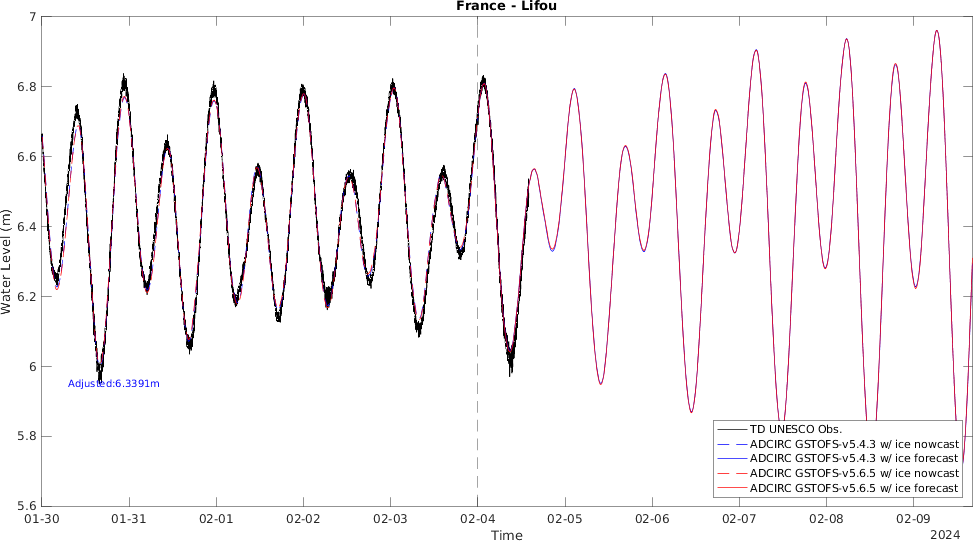 France - Lifou
7
6.8
6.6
6.4
6.2
6
5.8
5.6
Water Level (m)
Adjusted:6.3391m
TD UNESCO Obs.
ADCIRC GSTOFS-v5.4.3 w/ ice nowcast
ADCIRC GSTOFS-v5.4.3 w/ ice forecast
ADCIRC GSTOFS-v5.6.5 w/ ice nowcast
ADCIRC GSTOFS-v5.6.5 w/ ice forecast
01-30 01-31 02-01 02-02 02-03 02-04 02-05 02-06 02-07 02-08 02-09
Time
2024